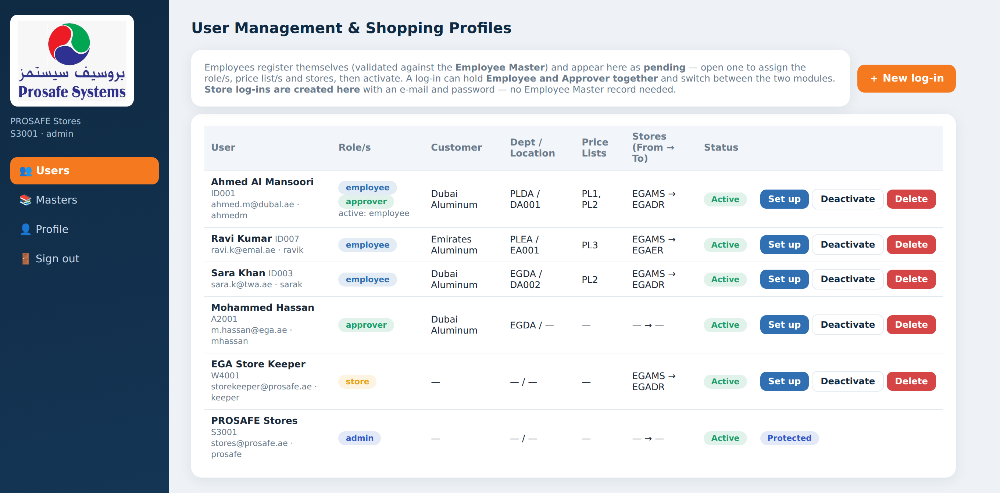 بروسيف سيستمز
Prosafe Systems
PROSAFE Stores
S3001 · admin
👥 Users
📚 Masters
👤 Profile
🚪 Sign out
User Management & Shopping Profiles
Employees register themselves (validated against the Employee Master) and appear here as pending — open one to assign the
role/s, price list/s and stores, then activate. A log-in can hold Employee and Approver together and switch between the two modules.
Store log-ins are created here with an e-mail and password — no Employee Master record needed.
+ New log-in
User
Role/s
Customer
Dept /
Location
Price
Lists
Stores
(From →
To)
Status
Ahmed Al Mansoori
ID001
ahmed.m@dubal.ae ·
ahmedm
employee
approver
active: employee
Dubai
Aluminum
PLDA /
DA001
PL1,
PL2
EGAMS →
EGADR
Active
Set up
Deactivate
Delete
Ravi Kumar ID007
ravi.k@emal.ae · ravik
employee
Emirates
Aluminum
PLEA /
EA001
PL3
EGAMS →
EGAER
Active
Set up
Deactivate
Delete
Sara Khan ID003
sara.k@twa.ae · sarak
employee
Dubai
Aluminum
EGDA /
DA002
PL2
EGAMS →
EGADR
Active
Set up
Deactivate
Delete
Mohammed Hassan
A2001
m.hassan@ega.ae ·
mhassan
approver
Dubai
Aluminum
EGDA / —
—
— → —
Active
Set up
Deactivate
Delete
EGA Store Keeper
W4001
storekeeper@prosafe.ae ·
keeper
store
—
— / —
—
EGAMS →
EGADR
Active
Set up
Deactivate
Delete
PROSAFE Stores
S3001
stores@prosafe.ae ·
prosafe
admin
—
— / —
—
— → —
Active
Protected